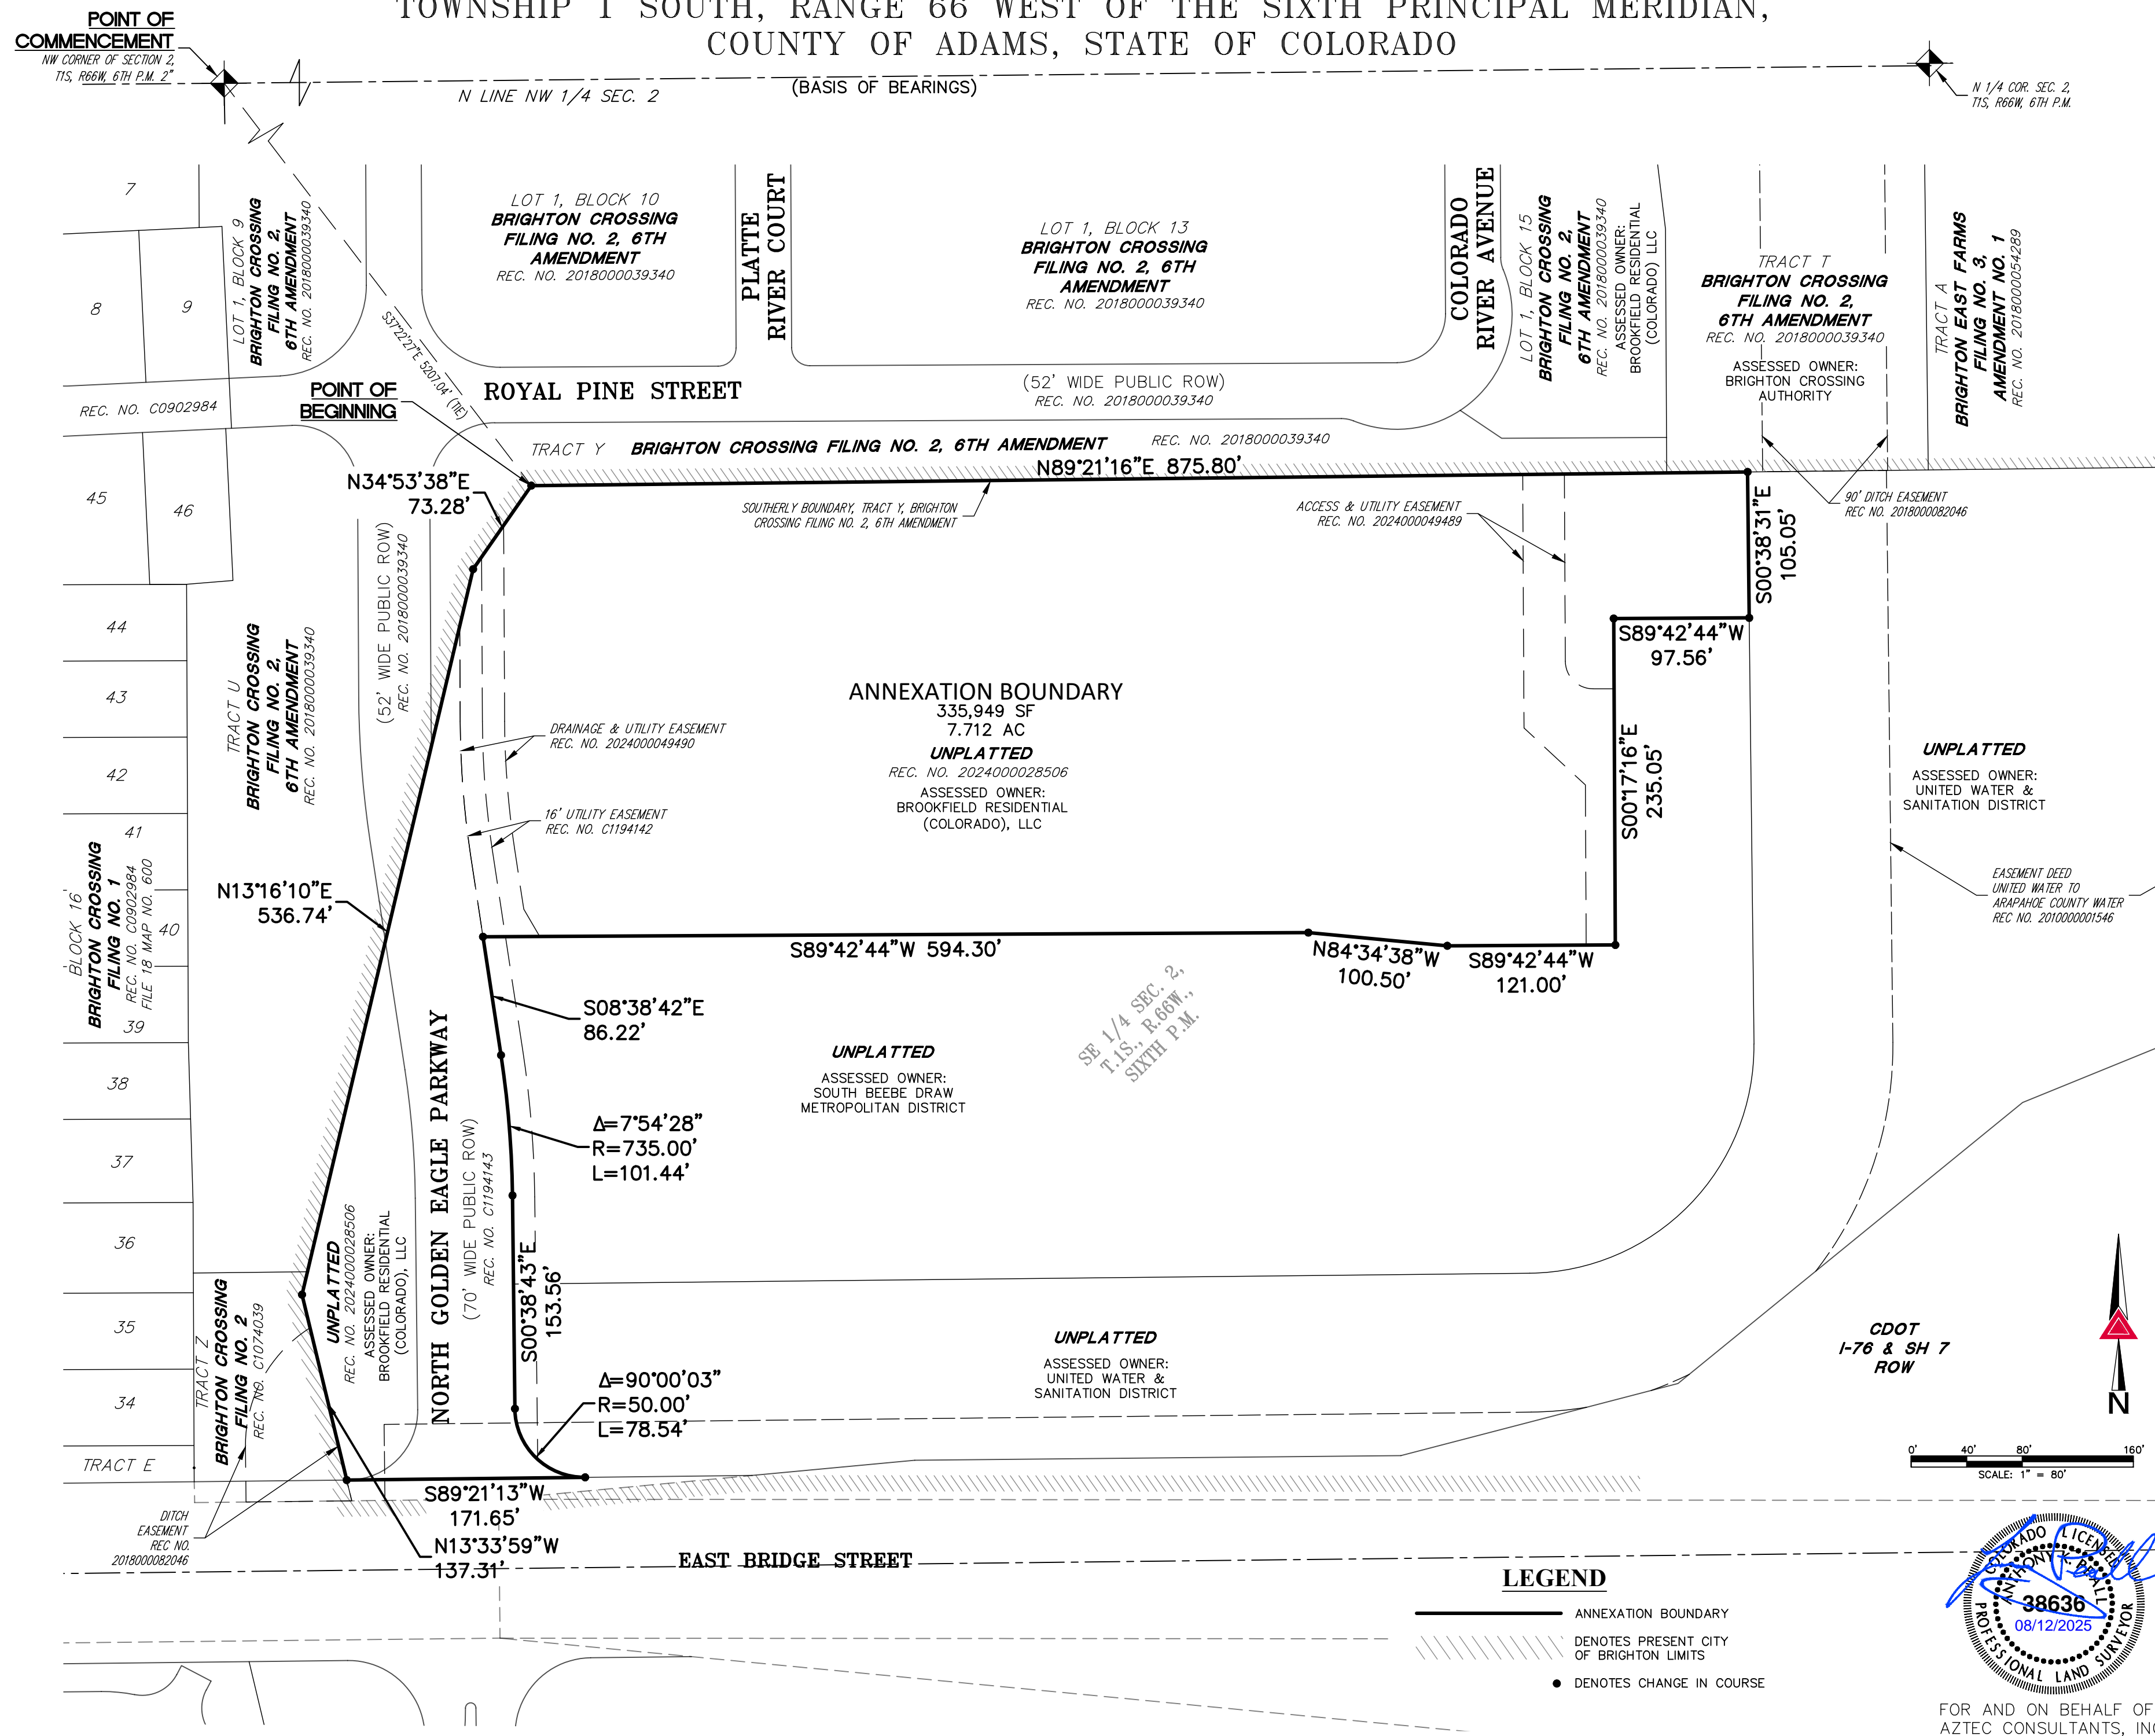 TOWNSHIP 1 SOUTH, RANGE 66 WEST OF THE SIXTH PRINCIPAL MERIDIAN,
COUNTY OF ADAMS, STATE OF COLORADO
POINT OF
COMMENCEMENT
NW CORNER OF SECTION 2,
T1S, R66W, 6TH P.M. 2"
N LINE NW 1/4 SEC. 2
(BASIS OF BEARINGS)
N 1/4 COR. SEC. 2,
T1S, R66W, 6TH P.M.
7
8
9
LOT 1, BLOCK 9
BRIGHTON CROSSING
FILING NO. 2,
6TH AMENDMENT
REC. NO. 2018000039340
LOT 1, BLOCK 10
BRIGHTON CROSSING
FILING NO. 2, 6TH
AMENDMENT
REC. NO. 2018000039340
PLATTE
RIVER COURT
LOT 1, BLOCK 13
BRIGHTON CROSSING
FILING NO. 2, 6TH
AMENDMENT
REC. NO. 2018000039340
COLORADO
RIVER AVENUE
LOT 1, BLOCK 15
BRIGHTON CROSSING
FILING NO. 2,
6TH AMENDMENT
REC. NO. 2018000039340
ASSESSED OWNER:
BROOKFIELD RESIDENTIAL
(COLORADO) LLC
TRACT T
BRIGHTON CROSSING
FILING NO. 2,
6TH AMENDMENT
REC. NO. 2018000039340
ASSESSED OWNER:
BRIGHTON CROSSING
AUTHORITY
TRACT A
BRIGHTON EAST FARMS
FILING NO. 3,
AMENDMENT NO. 1
REC. NO. 2018000054289
S37°22'27"E 5207.04' (TIE)
POINT OF
BEGINNING
ROYAL PINE STREET
(52' WIDE PUBLIC ROW)
REC. NO. 2018000039340
REC. NO. C0902984
TRACT Y BRIGHTON CROSSING FILING NO. 2, 6TH AMENDMENT REC. NO. 2018000039340
N89°21'16"E 875.80'
N34°53'38"E
73.28'
45
46
SOUTHERLY BOUNDARY, TRACT Y, BRIGHTON
CROSSING FILING NO. 2, 6TH AMENDMENT
ACCESS & UTILITY EASEMENT
REC. NO. 2024000049489
S00°38'31"E
105.05'
90' DITCH EASEMENT
REC NO. 2018000082046
(52' WIDE PUBLIC ROW)
REC. NO. 2018000039340
44
43
42
41
40
39
38
37
36
35
34
TRACT U
BRIGHTON CROSSING
FILING NO. 2,
6TH AMENDMENT
REC. NO. 2018000039340
S89°42'44"W
97.56'
ANNEXATION BOUNDARY
335,949 SF
7.712 AC
UNPLATTED
REC. NO. 2024000028506
ASSESSED OWNER:
BROOKFIELD RESIDENTIAL
(COLORADO), LLC
DRAINAGE & UTILITY EASEMENT
REC. NO. 2024000049490
16' UTILITY EASEMENT
REC. NO. C1194142
S00°17'16"E
235.05'
UNPLATTED
ASSESSED OWNER:
UNITED WATER &
SANITATION DISTRICT
BLOCK 16
BRIGHTON CROSSING
FILING NO. 1
REC. NO. C0902984
FILE 18 MAP NO. 600
N13°16'10"E
536.74'
EASEMENT DEED
UNITED WATER TO
ARAPAHOE COUNTY WATER
REC NO. 2010000001546
S89°42'44"W 594.30'
N84°34'38"W
100.50'
S89°42'44"W
121.00'
SE 1/4 SEC. 2,
T.1S., R.66W.,
SIXTH P.M.
S08°38'42"E
86.22'
UNPLATTED
ASSESSED OWNER:
SOUTH BEEBE DRAW
METROPOLITAN DISTRICT
Δ=7°54'28"
R=735.00'
L=101.44'
NORTH GOLDEN EAGLE PARKWAY
(70' WIDE PUBLIC ROW)
REC. NO. C1194143
UNPLATTED
REC. NO. 2024000028506
ASSESSED OWNER:
BROOKFIELD RESIDENTIAL
(COLORADO), LLC
S00°38'43"E
153.56'
TRACT Z
BRIGHTON CROSSING
FILING NO. 2
REC. NO. C1074039
UNPLATTED
ASSESSED OWNER:
UNITED WATER &
SANITATION DISTRICT
Δ=90°00'03"
R=50.00'
L=78.54'
CDOT
I-76 & SH 7
ROW
N
TRACT E
0' 40' 80' 160'
SCALE: 1" = 80'
S89°21'13"W
171.65'
DITCH
EASEMENT
REC NO.
2018000082046
N13°33'59"W
137.31'
EAST BRIDGE STREET
LEGEND
ANNEXATION BOUNDARY
DENOTES PRESENT CITY
OF BRIGHTON LIMITS
DENOTES CHANGE IN COURSE
COLORADO LICENSED
ANTHONY K. PEALL
38636
08/12/2025
PROFESSIONAL LAND SURVEYOR
FOR AND ON BEHALF OF
AZTEC CONSULTANTS, IN